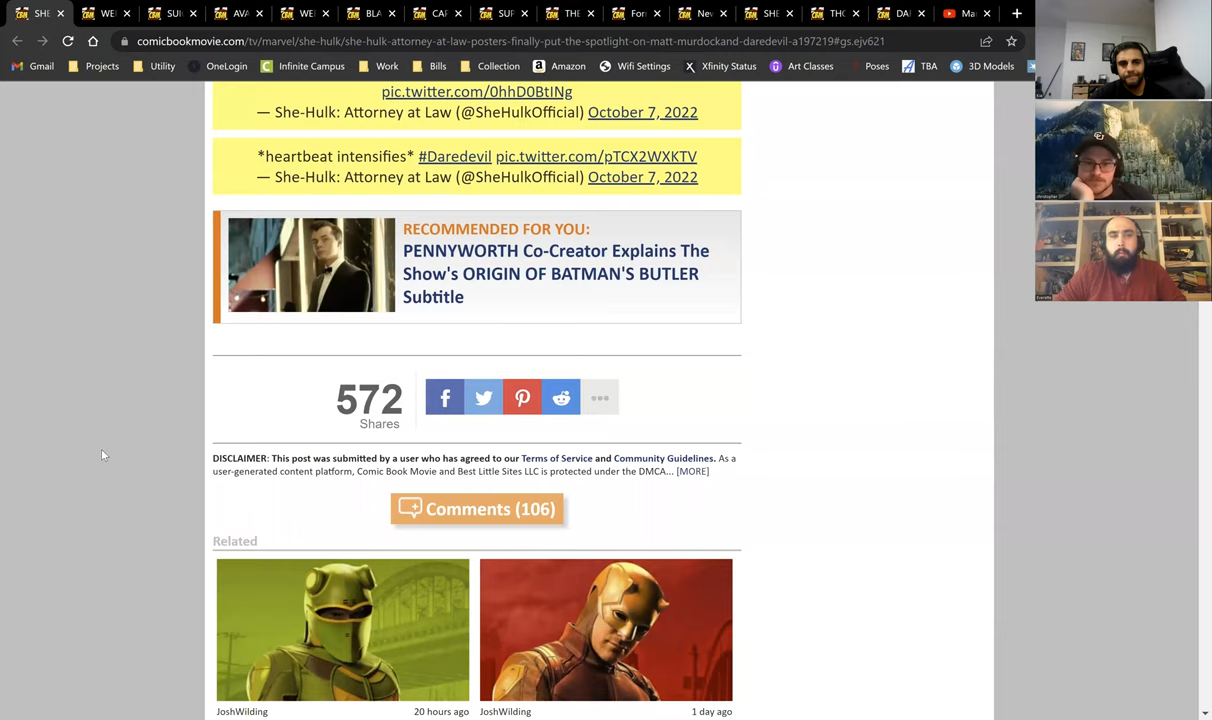 SHE
WE
SUI
AVA
WE
BLA
CAP
SUP
THE
For
Nev
SHE
THO
DAI
Ma
comicbookmovie.com/tv/marvel/she-hulk/she-hulk-attorney-at-law-posters-finally-put-the-spotlight-on-matt-murdockand-daredevil-a197219#gs.ejv621
Gmail
Projects
Utility
OneLogin
Infinite Campus
Work
Bills
Collection
Amazon
Wifi Settings
Xfinity Status
Art Classes
Poses
TBA
3D Models
pic.twitter.com/0hhD0BtINg
— She-Hulk: Attorney at Law (@SheHulkOfficial) October 7, 2022
*heartbeat intensifies* #Daredevil pic.twitter.com/pTCX2WXKTV
— She-Hulk: Attorney at Law (@SheHulkOfficial) October 7, 2022
RECOMMENDED FOR YOU:
PENNYWORTH Co-Creator Explains The
Show's ORIGIN OF BATMAN'S BUTLER
Subtitle
572
Shares
DISCLAIMER: This post was submitted by a user who has agreed to our Terms of Service and Community Guidelines. As a
user-generated content platform, Comic Book Movie and Best Little Sites LLC is protected under the DMCA... [MORE]
Comments (106)
Related
JoshWilding 20 hours ago
JoshWilding 1 day ago